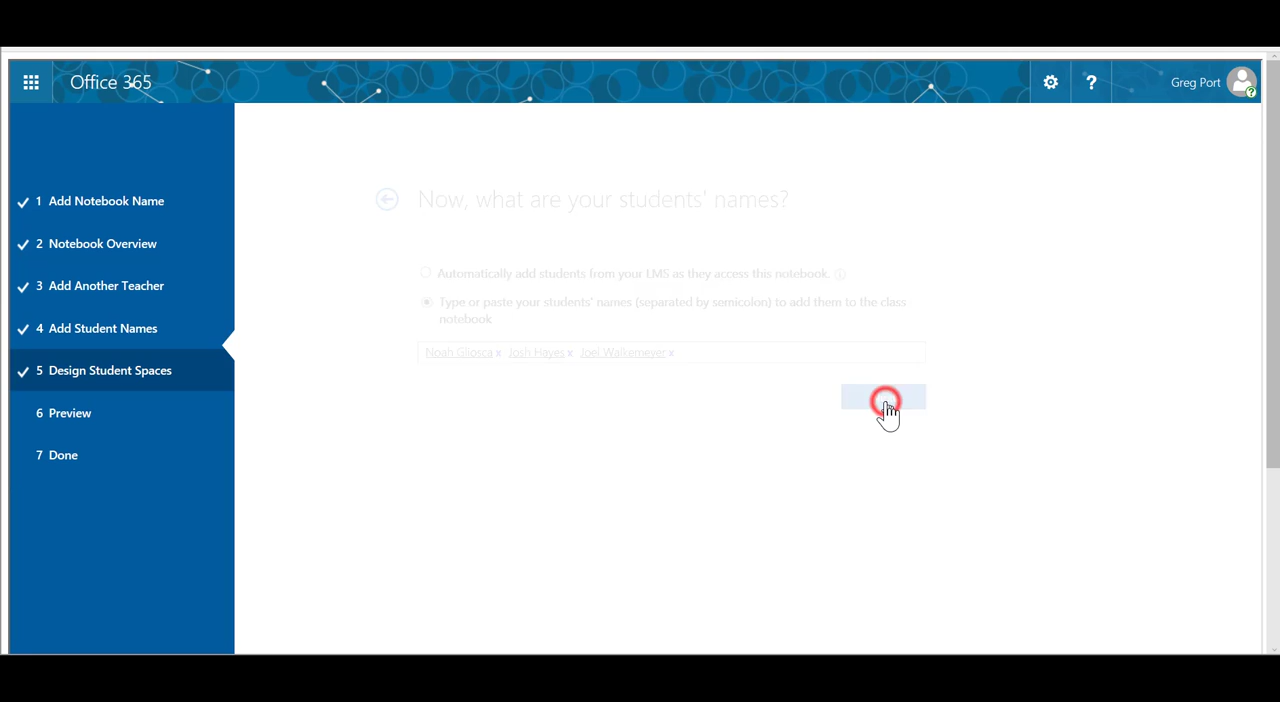 Office 365
?
Greg Port
?
1 Add Notebook Name
2 Notebook Overview
3 Add Another Teacher
4 Add Student Names
5 Design Student Spaces
6 Preview
7 Done
Now, what are your students' names?
Automatically add students from your LMS as they access this notebook.
Type or paste your students' names (separated by semicolon) to add them to the class
notebook
Noah Gliosca x Josh Hayes x Joel Walkemeyer x